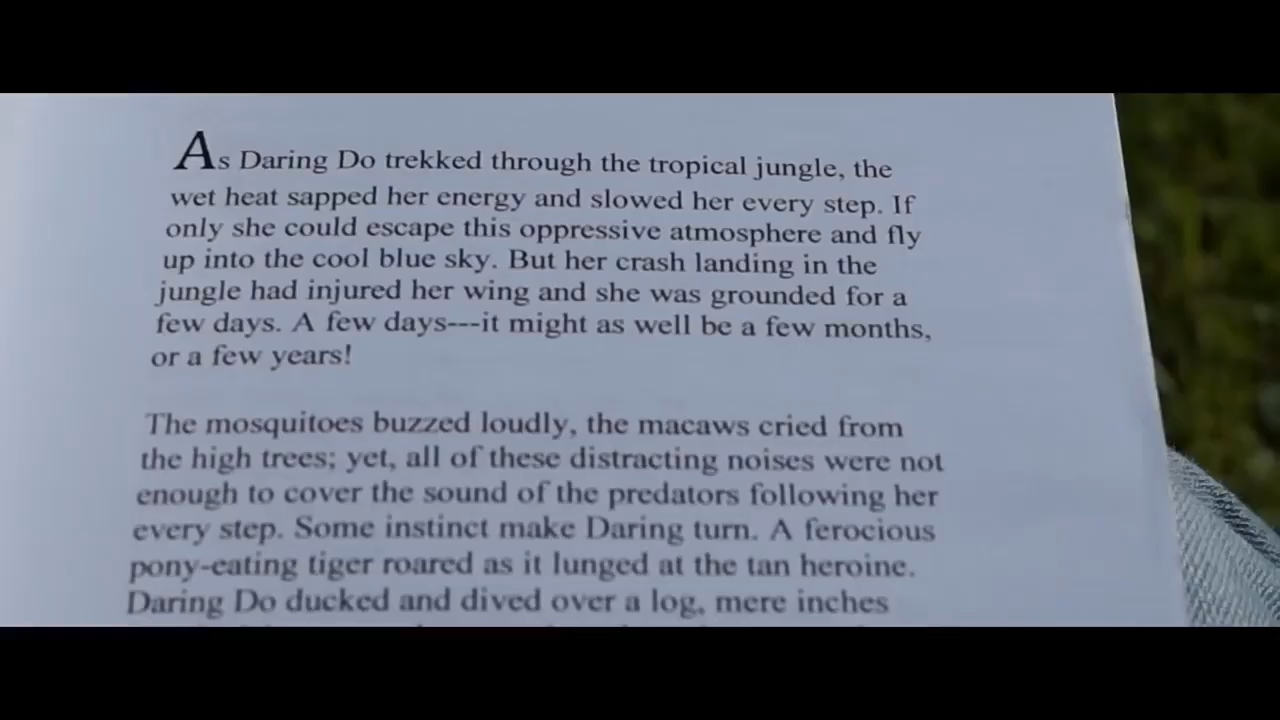 As Daring Do trekked through the tropical jungle, the
wet heat sapped her energy and slowed her every step. If
only she could escape this oppressive atmosphere and fly
up into the cool blue sky. But her crash landing in the
jungle had injured her wing and she was grounded for a
few days. A few days---it might as well be a few months,
or a few years!
The mosquitoes buzzed loudly, the macaws cried from
the high trees; yet, all of these distracting noises were not
enough to cover the sound of the predators following her
every step. Some instinct make Daring turn. A ferocious
pony-eating tiger roared as it lunged at the tan heroine.
Daring Do ducked and dived over a log, mere inches